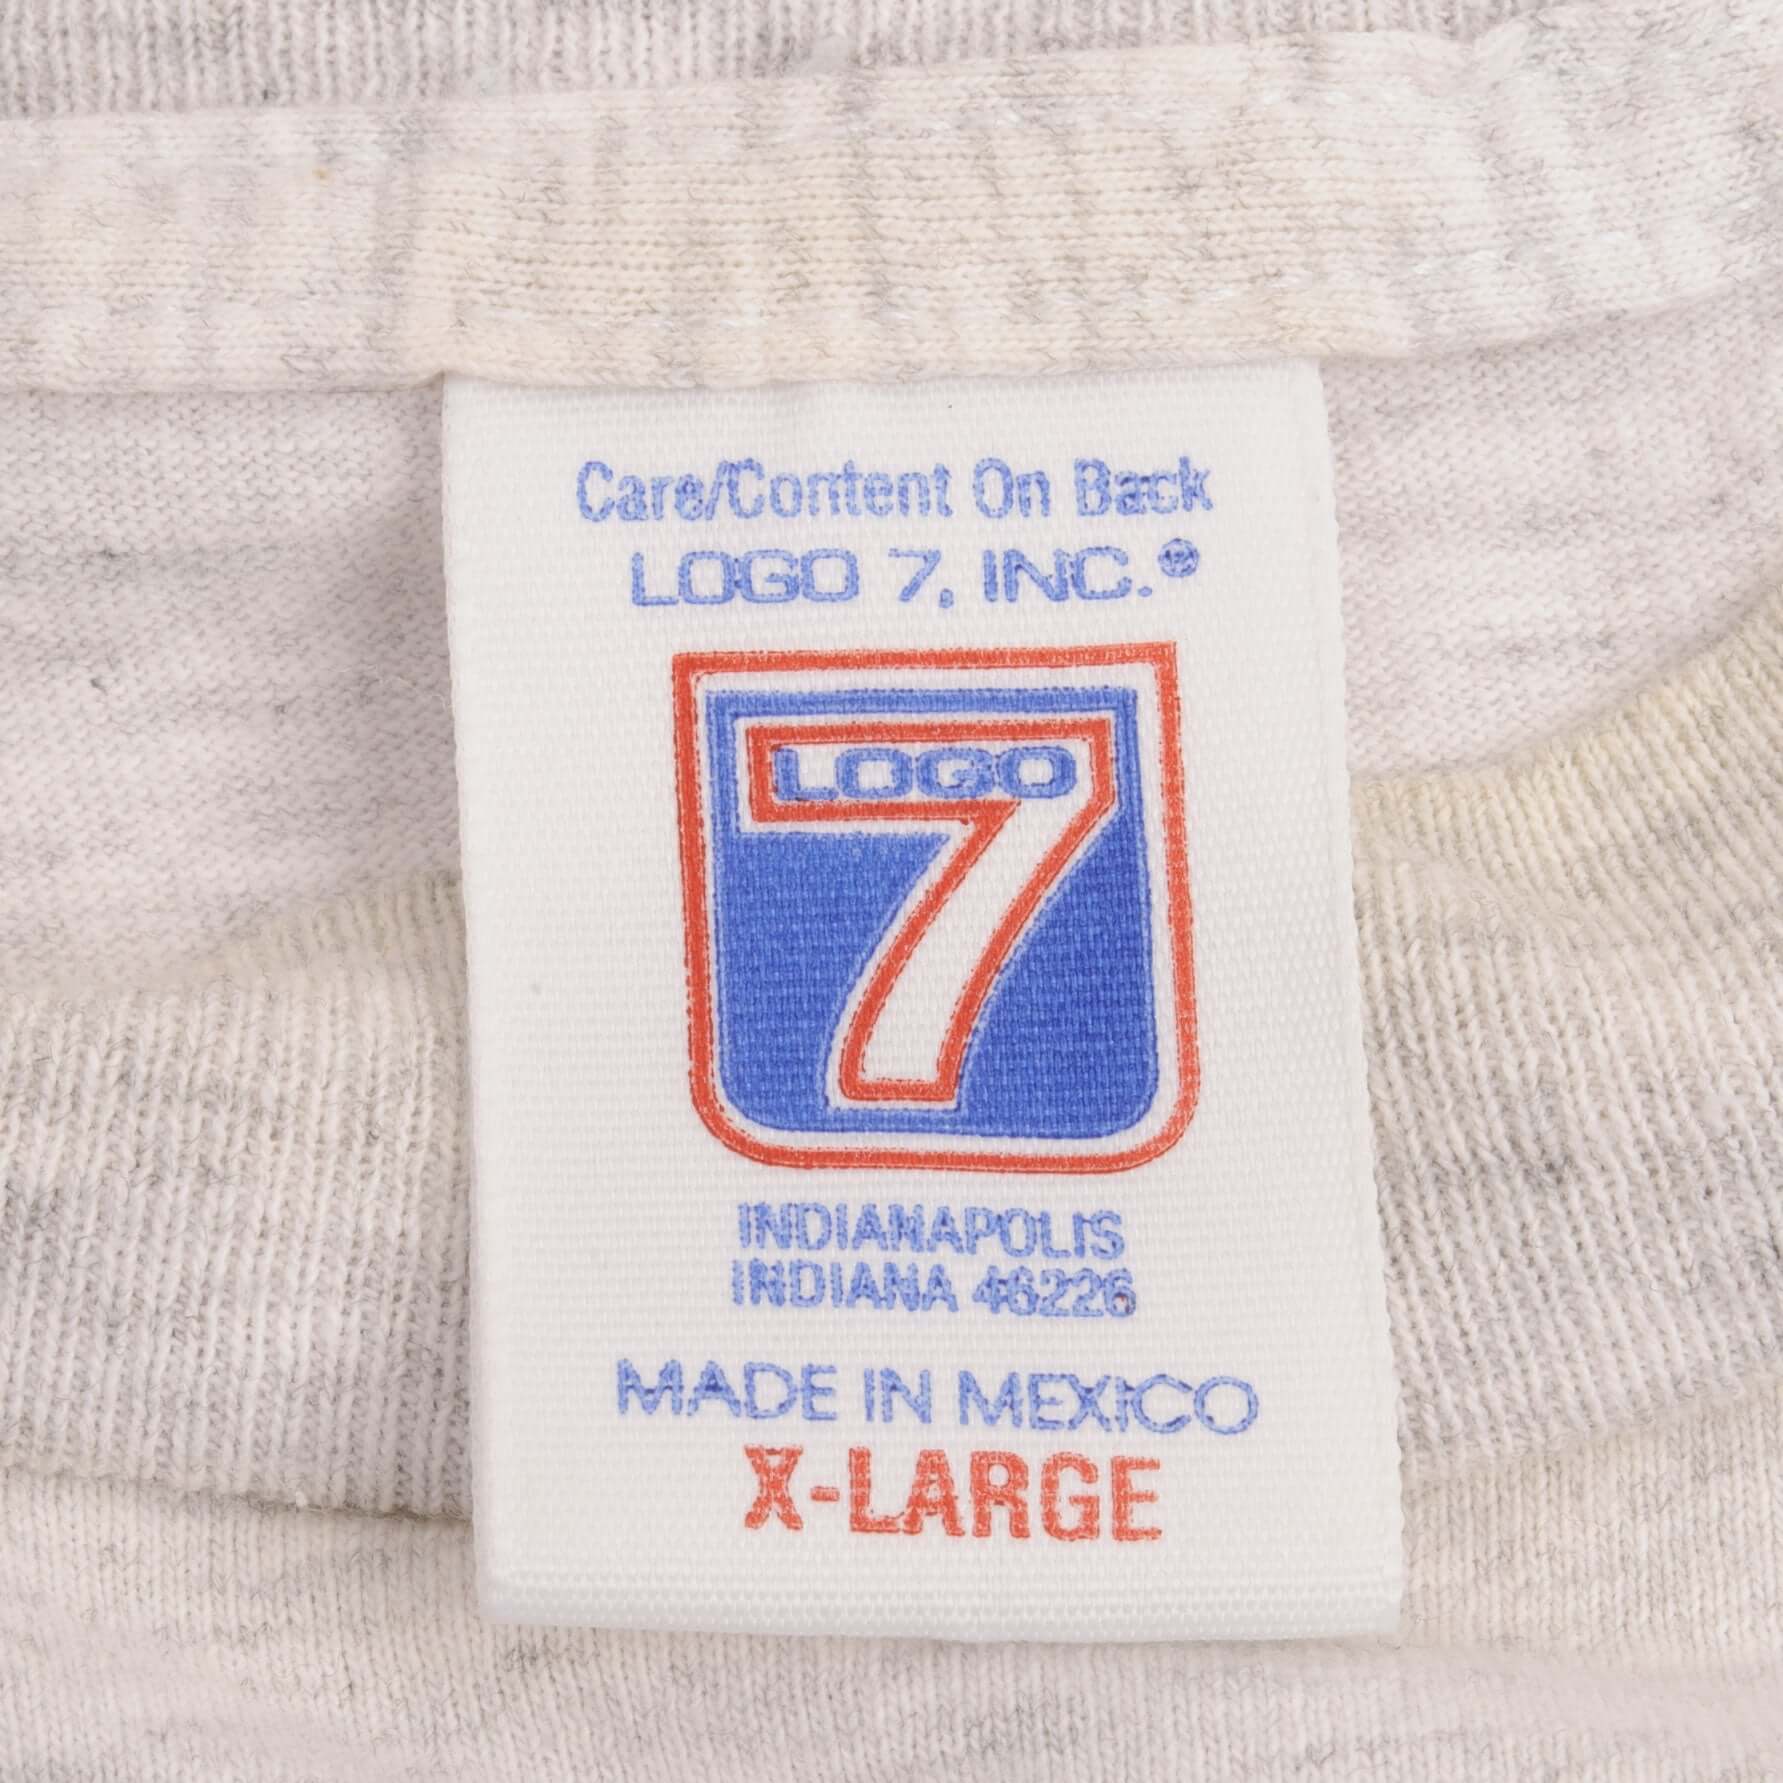 Care/Content On Back
LOGO 7, INC.®
LOGO
7
INDIANAPOLIS
INDIANA 46226
MADE IN MEXICO
X-LARGE